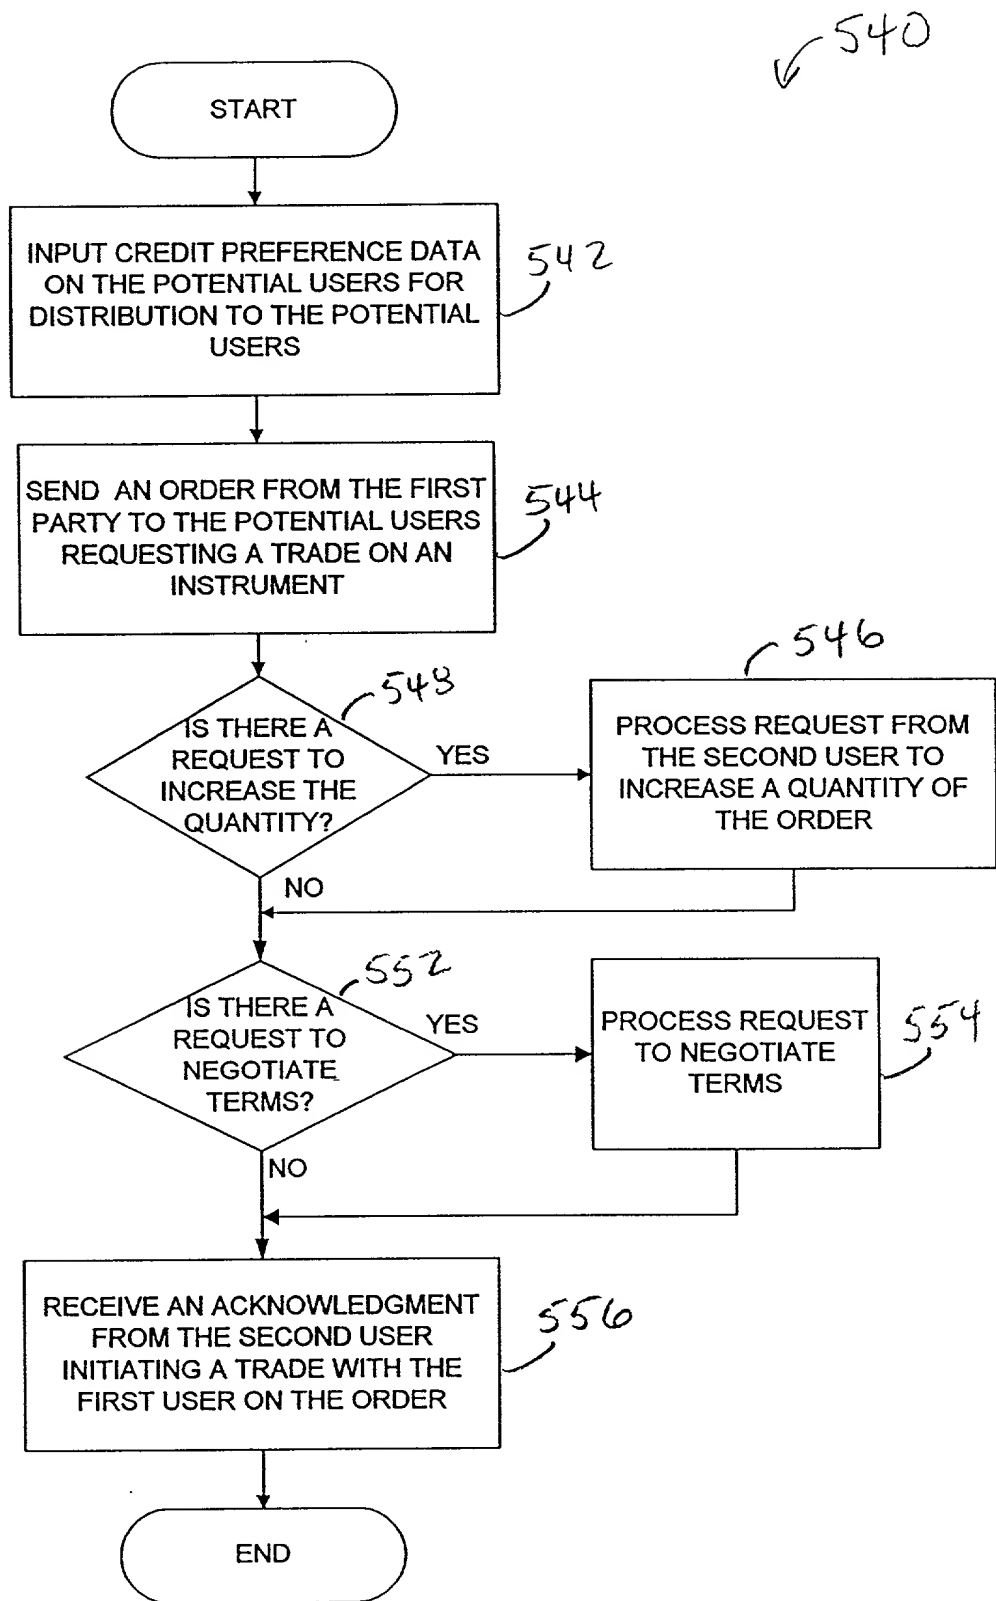 540
START
INPUT CREDIT PREFERENCE DATA
ON THE POTENTIAL USERS FOR
DISTRIBUTION TO THE POTENTIAL
USERS
542
SEND AN ORDER FROM THE FIRST
PARTY TO THE POTENTIAL USERS
REQUESTING A TRADE ON AN
INSTRUMENT
544
548
IS THERE A
REQUEST TO
INCREASE THE
QUANTITY?
YES
546
PROCESS REQUEST FROM
THE SECOND USER TO
INCREASE A QUANTITY OF
THE ORDER
NO
552
IS THERE A
REQUEST TO
NEGOTIATE
TERMS?
YES
PROCESS REQUEST
TO NEGOTIATE
TERMS
554
NO
RECEIVE AN ACKNOWLEDGMENT
FROM THE SECOND USER
INITIATING A TRADE WITH THE
FIRST USER ON THE ORDER
556
END